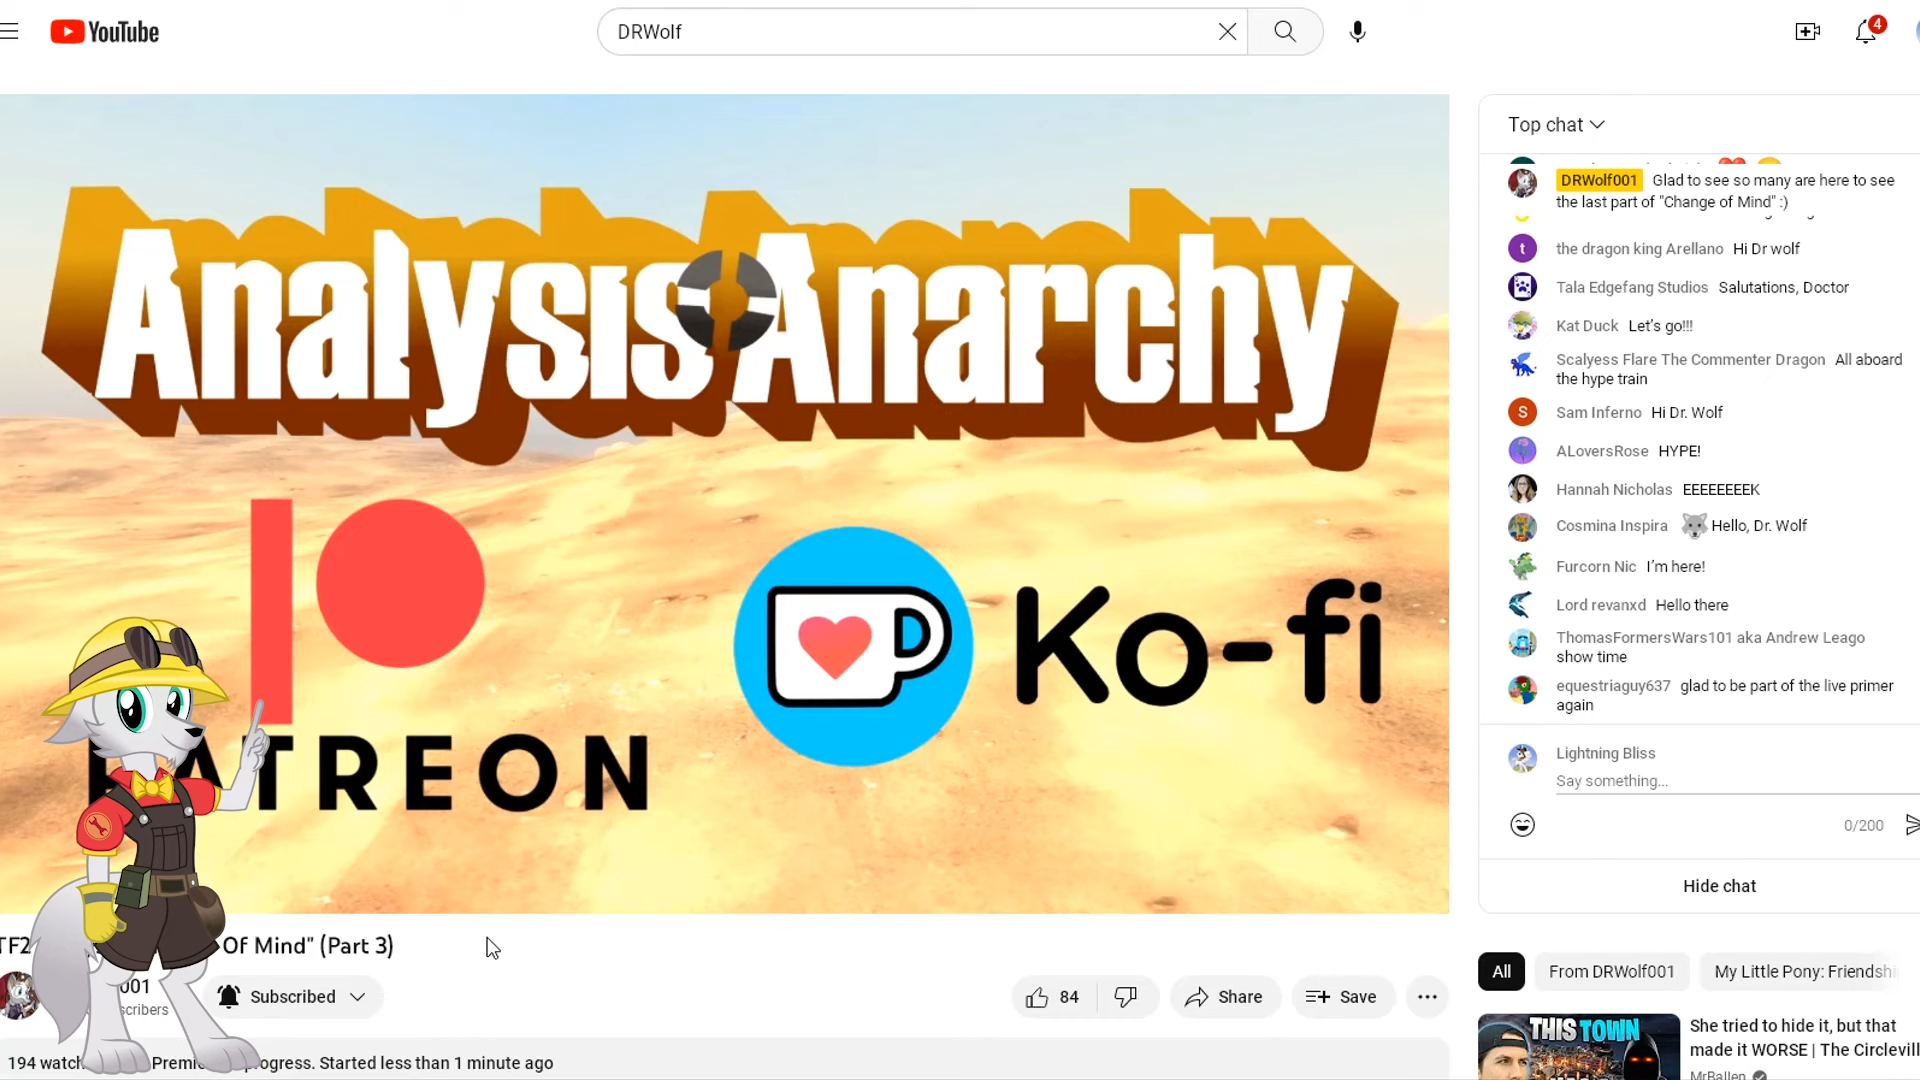 YouTube
DRWolf
4
Analysis Anarchy
Ko-fi
TREON
TF2
Of Mind" (Part 3)
001
scribers
Subscribed
84
Share
Save
194 watch
Premi
ogress. Started less than 1 minute ago
Top chat
DRWolf001 Glad to see so many are here to see
the last part of "Change of Mind" :)
t
the dragon king Arellano Hi Dr wolf
Tala Edgefang Studios Salutations, Doctor
Kat Duck Let's go!!!
Scalyess Flare The Commenter Dragon All aboard
the hype train
S
Sam Inferno Hi Dr. Wolf
ALoversRose HYPE!
Hannah Nicholas EEEEEEEEK
Cosmina Inspira Hello, Dr. Wolf
Furcorn Nic I'm here!
Lord revanxd Hello there
ThomasFormersWars101 aka Andrew Leago
show time
equestriaguy637 glad to be part of the live primer
again
Lightning Bliss
Say something...
0/200
Hide chat
All
From DRWolf001
My Little Pony: Friendshi
THIS TOWN
She tried to hide it, but that
made it WORSE | The Circlevill
MrBallen